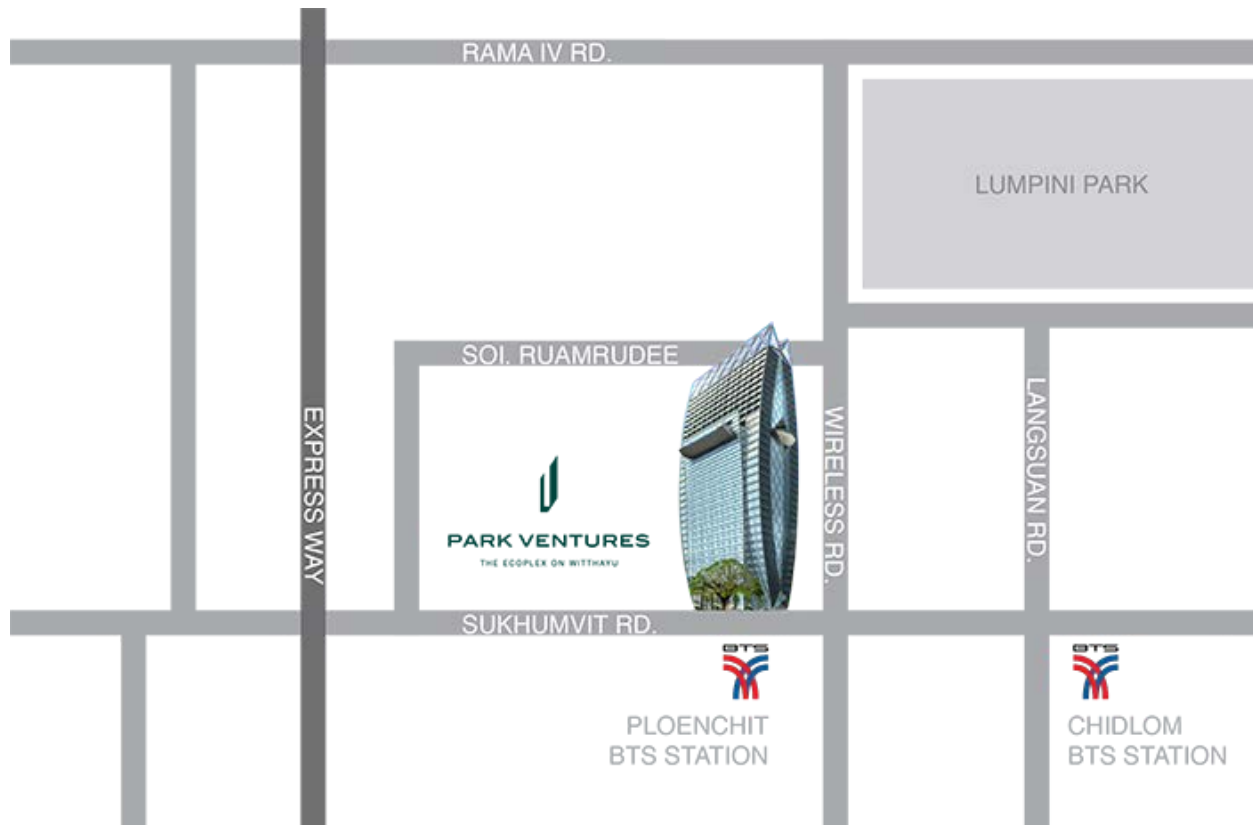 RAMA IV RD.
LUMPINI PARK
SOI. RUAMRUDEE
EXPRESS WAY
WIRELESS RD.
LANGSUAN RD.
PARK VENTURES
THE ECOPLEX ON WITTHAYU
SUKHUMVIT RD.
BTS
PLOENCHIT
BTS STATION
BTS
CHIDLOM
BTS STATION